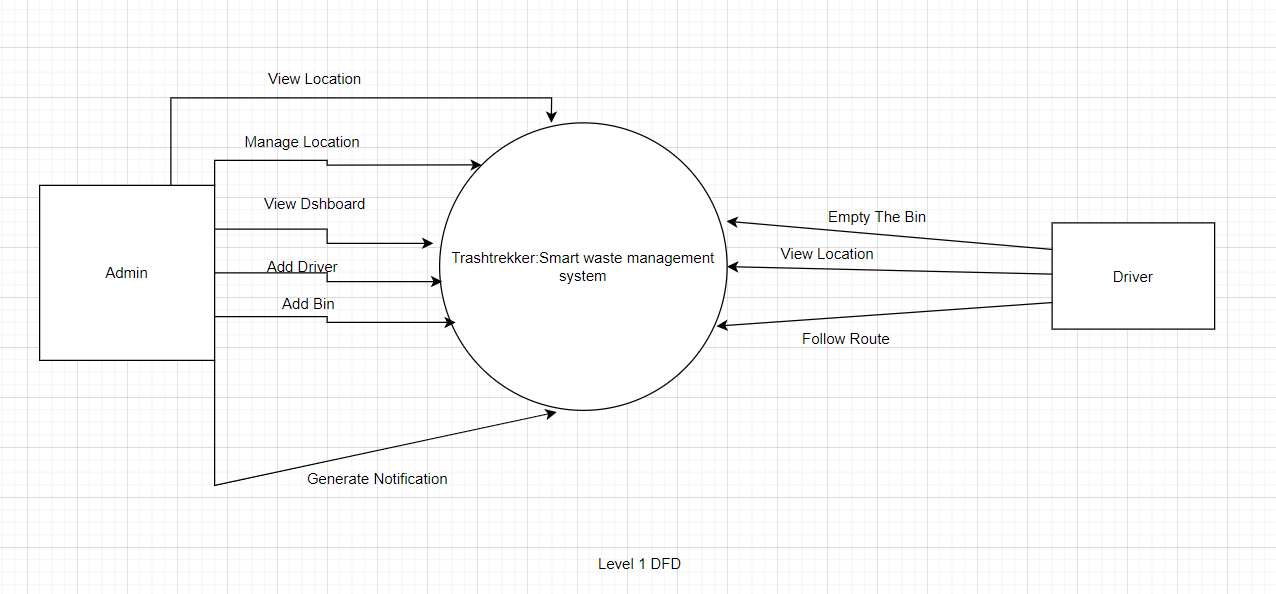 View Location
Manage Location
View Dshboard
Add Driver
Add Bin
Admin
Trashtrekker:Smart waste management
system
Empty The Bin
View Location
Driver
Follow Route
Generate Notification
Level 1 DFD